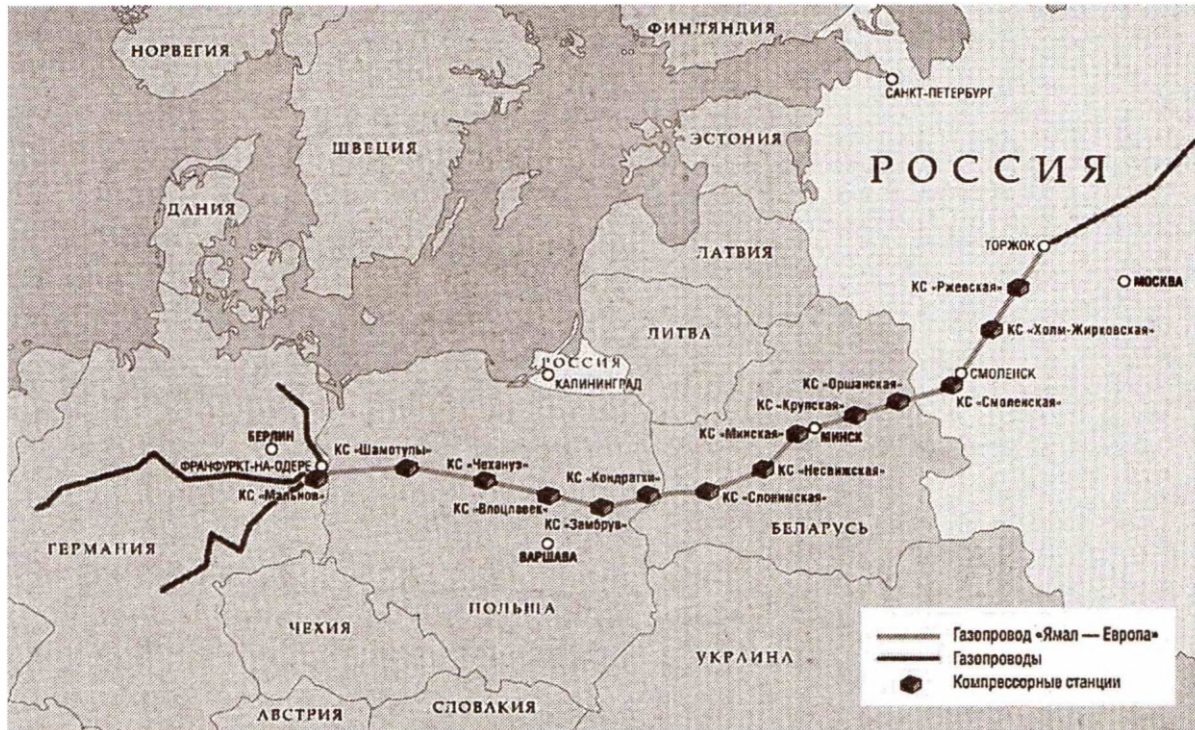 НОРВЕГИЯ
ФИНЛЯНДИЯ
САНКТ-ПЕТЕРБУРГ
ШВЕЦИЯ
ЭСТОНИЯ
РОССИЯ
ДАНИЯ
ЛАТВИЯ
ТОРЖОК
КС «Ржевская»
МОСКВА
ЛИТВА
КС «Холм-Жирковская»
РОССИЯ
КАЛИНИНГРАД
СМОЛЕНСК
КС «Оршанская»
КС «Смоленская»
КС «Крупская»
КС «Минская»
МИНСК
БЕРЛИН
КС «Шамотулы»
ФРАНФУРКТ-НА-ОДЕРЕ
КС «Чехануэ»
КС «Кондратки»
КС «Несвижская»
КС «Мальнов»
КС «Влоцлавек»
КС «Слонимская»
КС «Замбрув»
БЕЛАРУСЬ
ГЕРМАНИЯ
ВАРШАВА
ПОЛЬША
ЧЕХИЯ
УКРАИНА
АВСТРИЯ
СЛОВАКИЯ
Газопровод «Ямал — Европа»
Газопроводы
Компрессорные станции